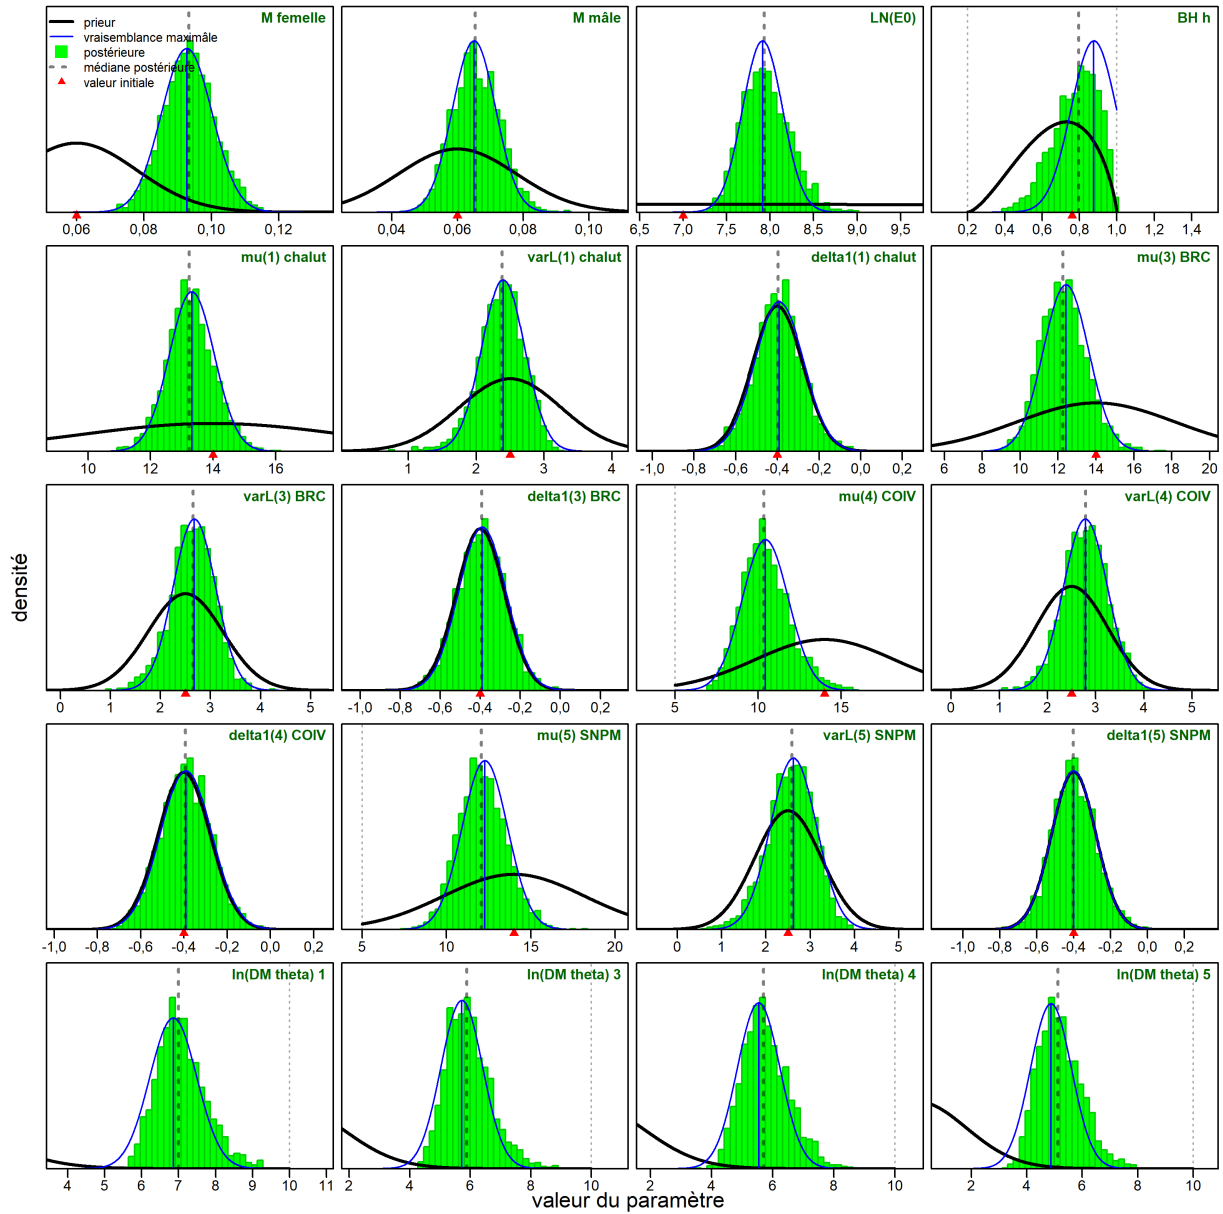 M femelle
prieur
vraisemblance maximâle
postérieure
médiane postérieure
valeur initiale
0,06 0,08 0,10 0,12
M mâle
0,04 0,06 0,08 0,10
LN(E0)
6,5 7,0 7,5 8,0 8,5 9,0 9,5
BH h
0,2 0,4 0,6 0,8 1,0 1,2 1,4
mu(1) chalut
10 12 14 16
varL(1) chalut
1 2 3 4
delta1(1) chalut
-1,0 -0,8 -0,6 -0,4 -0,2 0,0 0,2
mu(3) BRC
6 8 10 12 14 16 18 20
varL(3) BRC
0 1 2 3 4 5
delta1(3) BRC
-1,0 -0,8 -0,6 -0,4 -0,2 0,0 0,2
mu(4) COIV
5 10 15
varL(4) COIV
0 1 2 3 4 5
delta1(4) COIV
-1,0 -0,8 -0,6 -0,4 -0,2 0,0 0,2
mu(5) SNPM
5 10 15 20
varL(5) SNPM
0 1 2 3 4 5
delta1(5) SNPM
-1,0 -0,8 -0,6 -0,4 -0,2 0,0 0,2
ln(DM theta) 1
3 4 5 6 7 8 9 10 11
ln(DM theta) 3
2 4 6 8 10
ln(DM theta) 4
2 4 6 8 10
ln(DM theta) 5
2 4 6 8 10
densité
valeur du paramètre